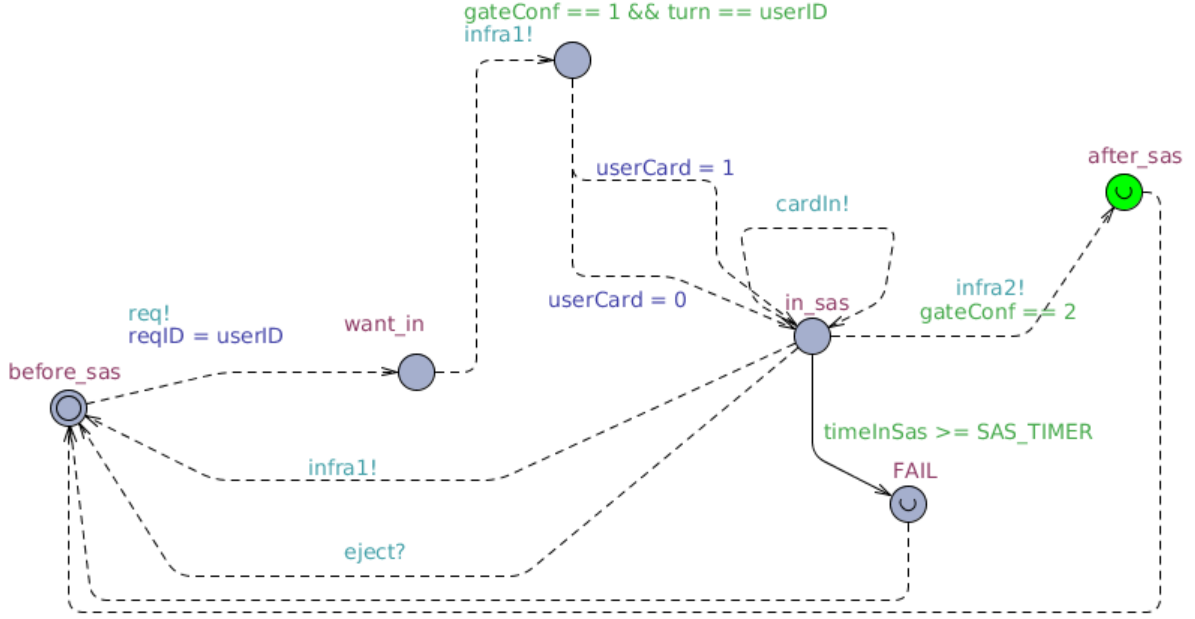 gateConf == 1 && turn == userID
infra1!
after_sas
userCard = 1
cardIn!
infra2!
in_sas
userCard = 0
gateConf == 2
req!
want_in
reqID = userID
before_sas
timeInSas >= SAS_TIMER
infra1!
FAIL
eject?